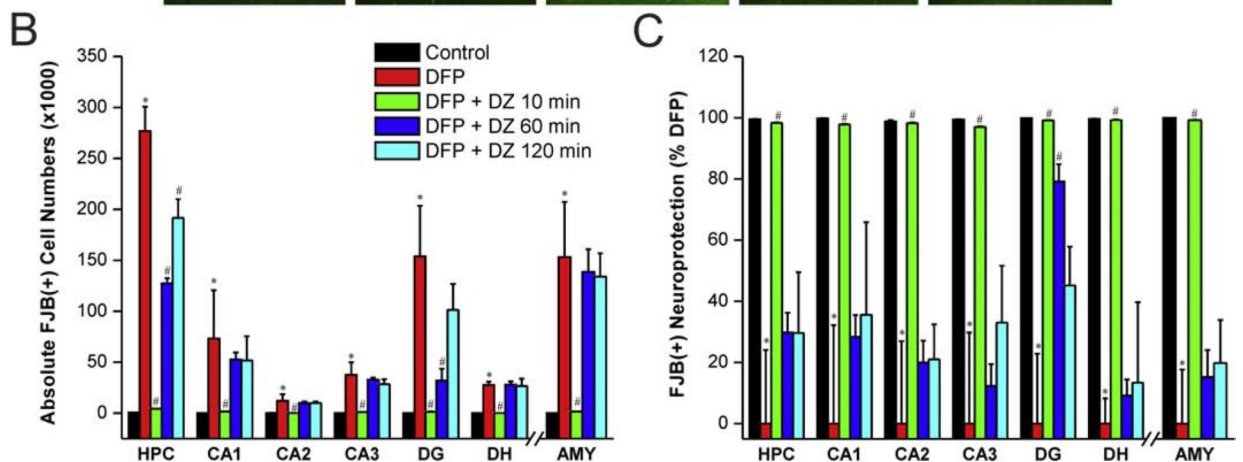 B
Absolute FJB(+) Cell Numbers (x1000)
350
300
250
200
150
100
50
0
Control
DFP
DFP + DZ 10 min
DFP + DZ 60 min
DFP + DZ 120 min
* # # #
* #
* #
* #
* # #
* #
* #
HPC CA1 CA2 CA3 DG DH AMY
C
FJB(+) Neuroprotection (% DFP)
120
100
80
60
40
20
0
* #
* #
* #
* #
* # #
* #
* #
HPC CA1 CA2 CA3 DG DH AMY